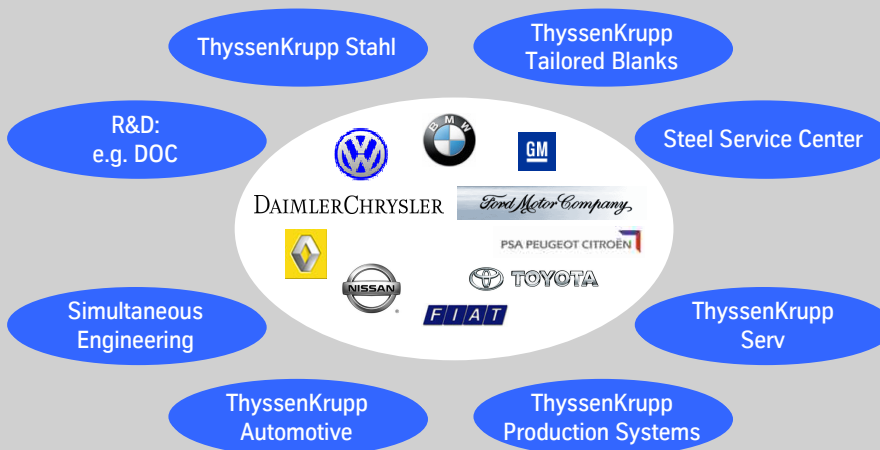 ThyssenKrupp Stahl
ThyssenKrupp
Tailored Blanks
R&D:
e.g. DOC
Steel Service Center
BMW
VW
GM
DAIMLERCHRYSLER
Ford Motor Company
PSA PEUGEOT CITROËN
NISSAN
TOYOTA
FIAT
Simultaneous
Engineering
ThyssenKrupp
Serv
ThyssenKrupp
Automotive
ThyssenKrupp
Production Systems